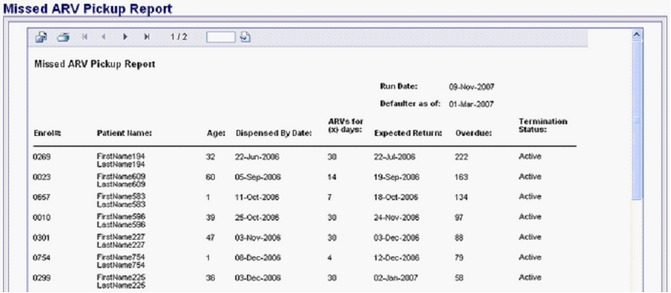 Missed ARV Pickup Report
1 / 2
Missed ARV Pickup Report
Run Date: 09-Nov-2007
Defaulter as of: 01-Mar-2007
Enrol#: Patient Name: Age: Dispensed By Date: ARVs for (x) days: Expected Return: Overdue: Termination Status:
0269 FirstName194 32 22-Jun-2006 30 22-Jul-2006 222 Active
LastName194
0023 FirstName609 60 05-Sep-2006 14 19-Sep-2006 163 Active
LastName609
0657 FirstName583 1 11-Oct-2006 7 18-Oct-2006 134 Active
LastName583
0010 FirstName596 39 25-Oct-2006 30 24-Nov-2006 97 Active
LastName596
0301 FirstName227 47 03-Nov-2006 30 03-Dec-2006 88 Active
LastName227
0754 FirstName754 1 08-Dec-2006 4 12-Dec-2006 79 Active
LastName754
0299 FirstName225 36 03-Dec-2006 30 02-Jan-2007 58 Active
LastName225